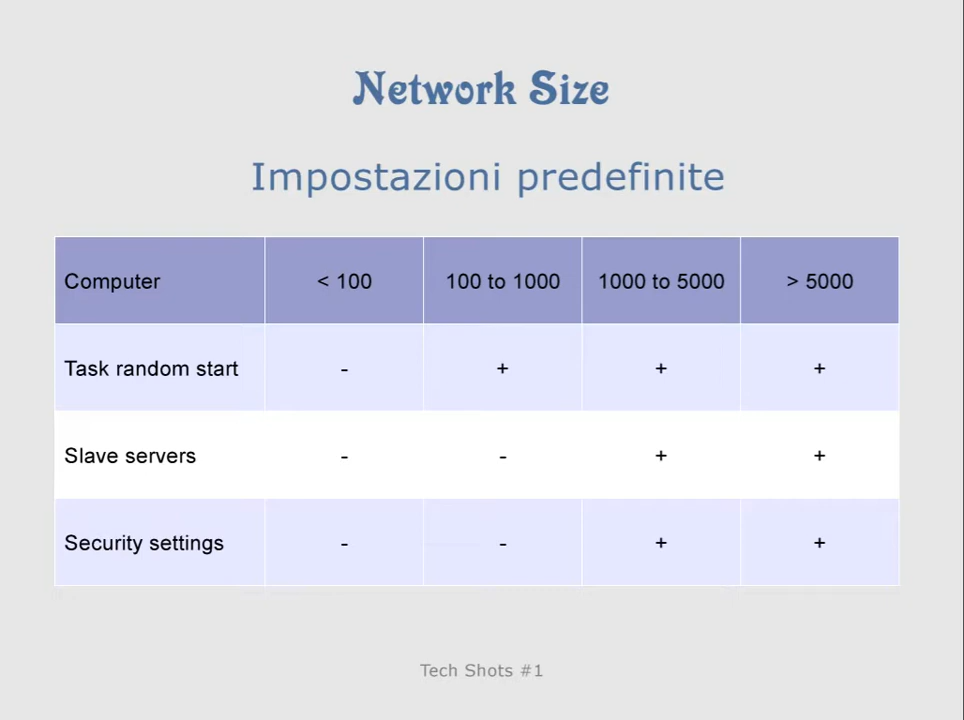 Network Size
Impostazioni predefinite
Computer < 100 100 to 1000 1000 to 5000 > 5000
Task random start - + + +
Slave servers - - + +
Security settings - - + +
Tech Shots #1